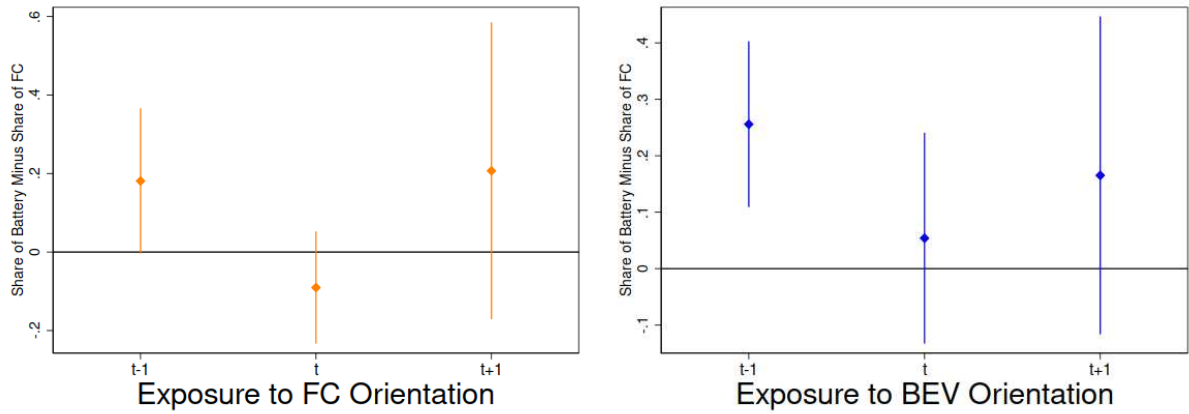 Share of Battery Minus Share of FC
.6
.4
.2
0
-.2
t-1
t
t+1
Exposure to FC Orientation
Share of Battery Minus Share of FC
.4
.3
.2
.1
0
-.1
t-1
t
t+1
Exposure to BEV Orientation